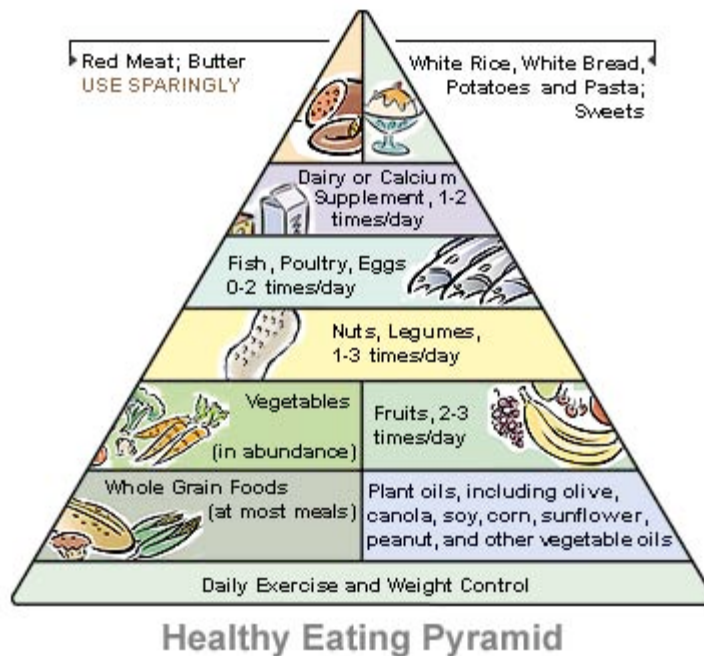 Red Meat; Butter
USE SPARINGLY
White Rice, White Bread,
Potatoes and Pasta;
Sweets
Dairy or Calcium
Supplement, 1-2
times/day
Fish, Poultry, Eggs
0-2 times/day
Nuts, Legumes,
1-3 times/day
Vegetables
(in abundance)
Fruits, 2-3
times/day
Whole Grain Foods
(at most meals)
Plant oils, including olive,
canola, soy, corn, sunflower,
peanut, and other vegetable oils
Daily Exercise and Weight Control
Healthy Eating Pyramid